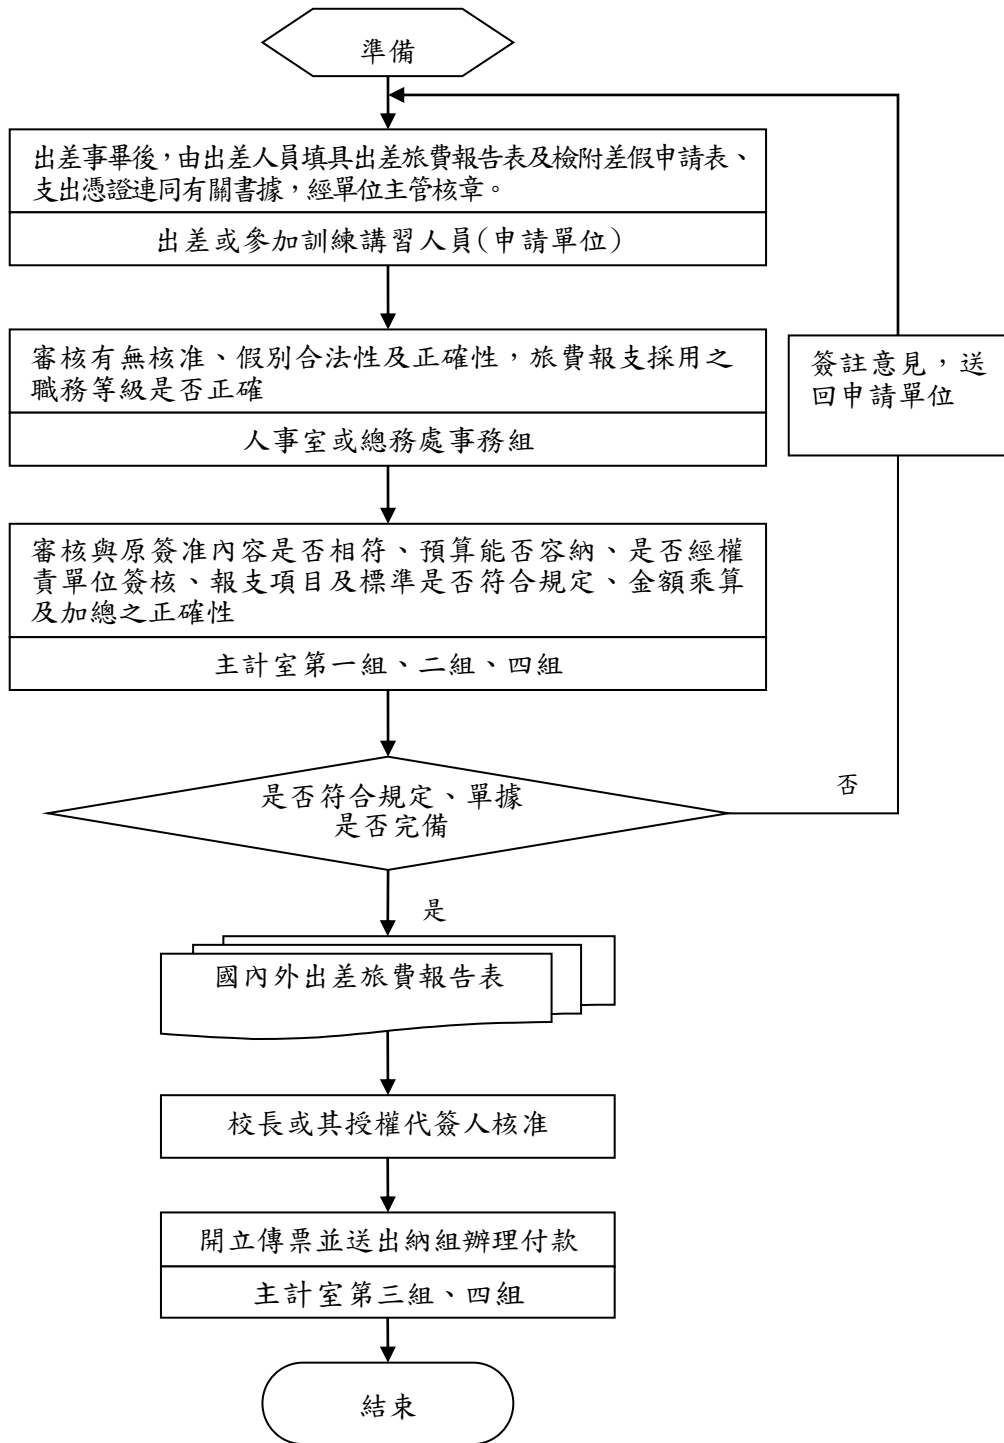 準備
出差事畢後，由出差人員填具出差旅費報告表及檢附差假申請表、
支出憑證連同有關書據，經單位主管核章。
出差或參加訓練講習人員(申請單位)
審核有無核准、假別合法性及正確性，旅費報支採用之
職務等級是否正確
人事室或總務處事務組
簽註意見，送
回申請單位
審核與原簽准內容是否相符、預算能否容納、是否經權
責單位簽核、報支項目及標準是否符合規定、金額乘算
及加總之正確性
主計室第一組、二組、四組
是否符合規定、單據
是否完備
否
是
國內外出差旅費報告表
校長或其授權代簽人核准
開立傳票並送出納組辦理付款
主計室第三組、四組
結束